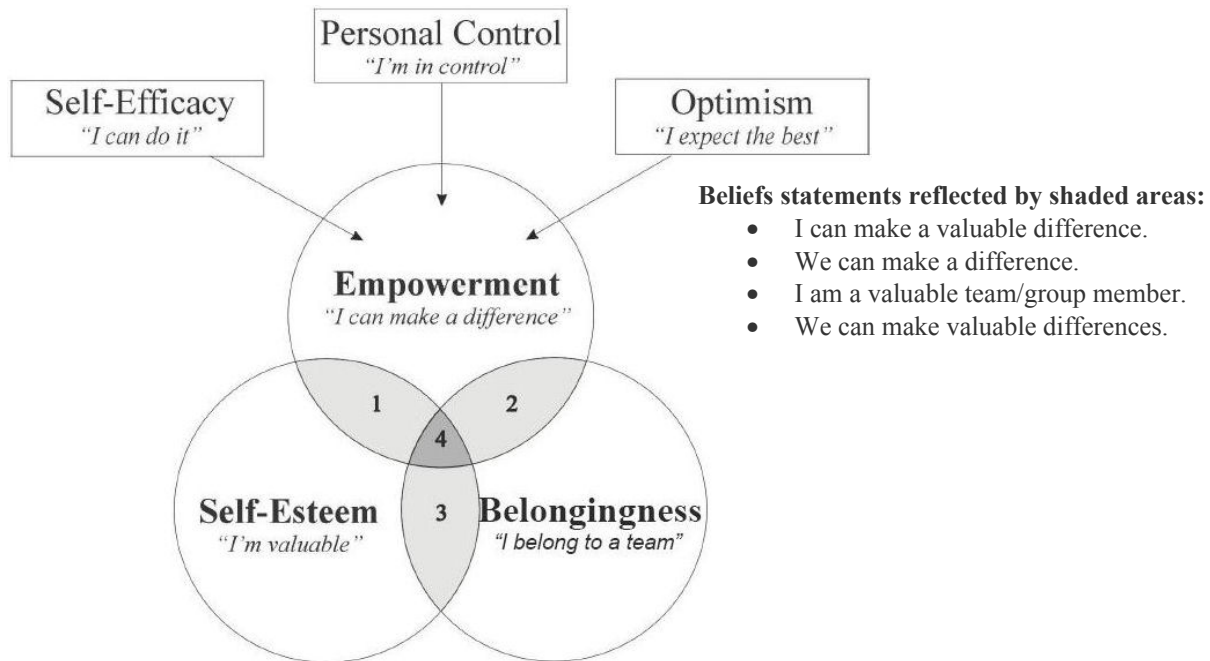 Personal Control
“I'm in control”
Self-Efficacy
“I can do it”
Optimism
“I expect the best”
Beliefs statements reflected by shaded areas:
• I can make a valuable difference.
• We can make a difference.
• I am a valuable team/group member.
• We can make valuable differences.
Empowerment
“I can make a difference”
1
2
4
Self-Esteem
“I'm valuable”
3
Belongingness
“I belong to a team”